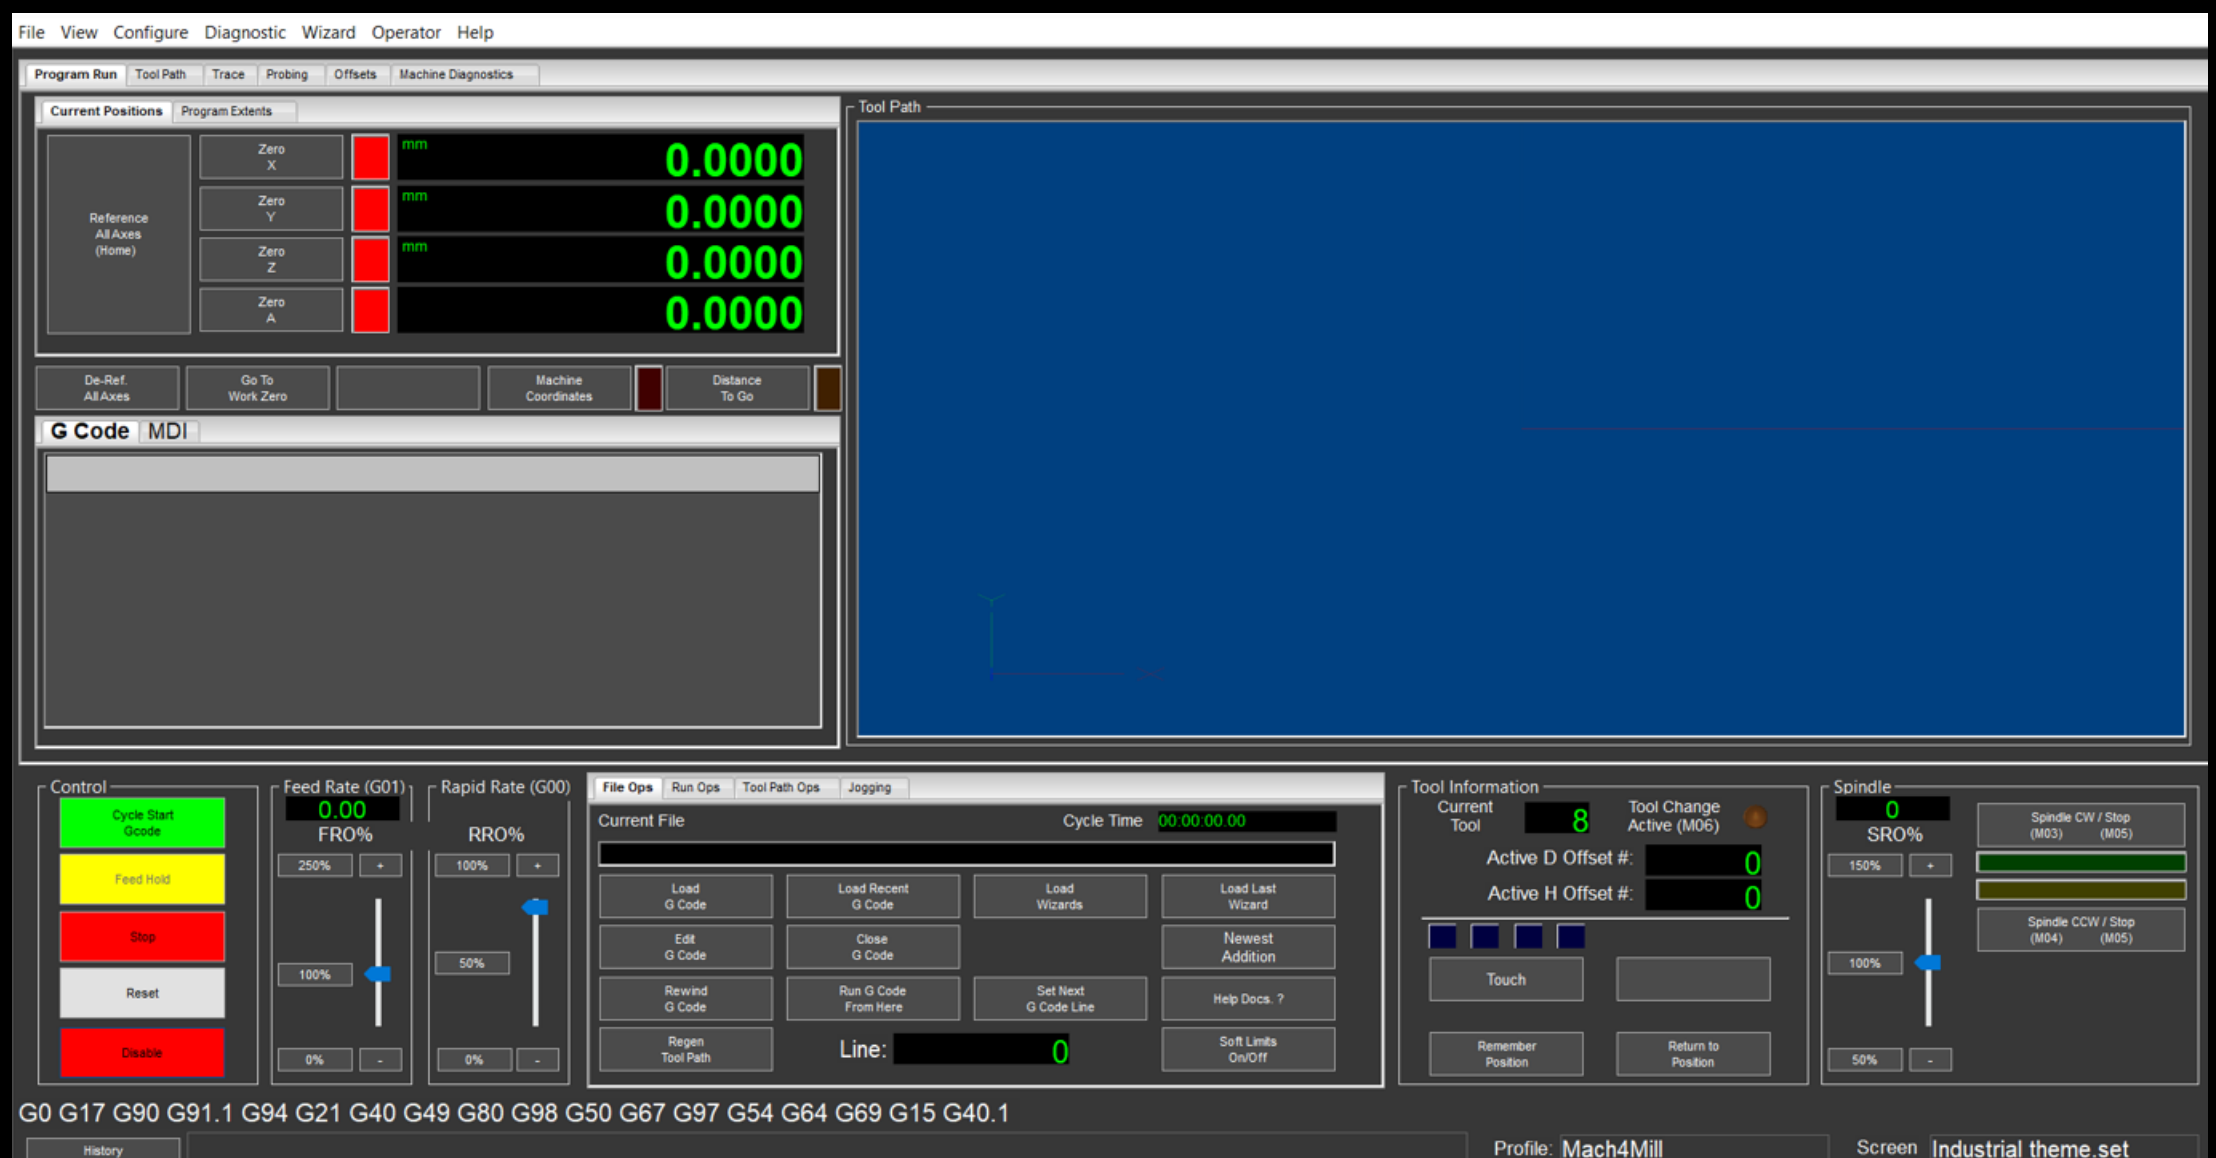 File View Configure Diagnostic Wizard Operator Help
Program Run Tool Path Trace Probing Offsets Machine Diagnostics
Current Positions Program Extents
Reference
All Axes
(Home)
Zero
X
mm
0.0000
Zero
Y
mm
0.0000
Zero
Z
mm
0.0000
Zero
A
0.0000
De-Ref.
All Axes
Go To
Work Zero
Machine
Coordinates
Distance
To Go
G Code MDI
Tool Path
Control
Cycle Start
Gcode
Feed Hold
Stop
Reset
Disable
Feed Rate (G01)
0.00
FRO%
250% +
100%
0% -
Rapid Rate (G00)
RRO%
100% +
50%
0% -
File Ops Run Ops Tool Path Ops Jogging
Current File
Cycle Time 00:00:00.00
Load
G Code
Load Recent
G Code
Load
Wizards
Load Last
Wizard
Edit
G Code
Close
G Code
Newest
Addition
Rewind
G Code
Run G Code
From Here
Set Next
G Code Line
Help Docs. ?
Regen
Tool Path
Line: 0
Soft Limits
On/Off
Tool Information
Current
Tool
8
Tool Change
Active (M06)
Active D Offset #: 0
Active H Offset #: 0
Touch
Remember
Position
Return to
Position
Spindle
0
SRO%
150% +
100%
50% -
Spindle CW / Stop
(M03) (M05)
Spindle CCW / Stop
(M04) (M05)
G0 G17 G90 G91.1 G94 G21 G40 G49 G80 G98 G50 G67 G97 G54 G64 G69 G15 G40.1
History
Profile: Mach4Mill
Screen Industrial theme.set